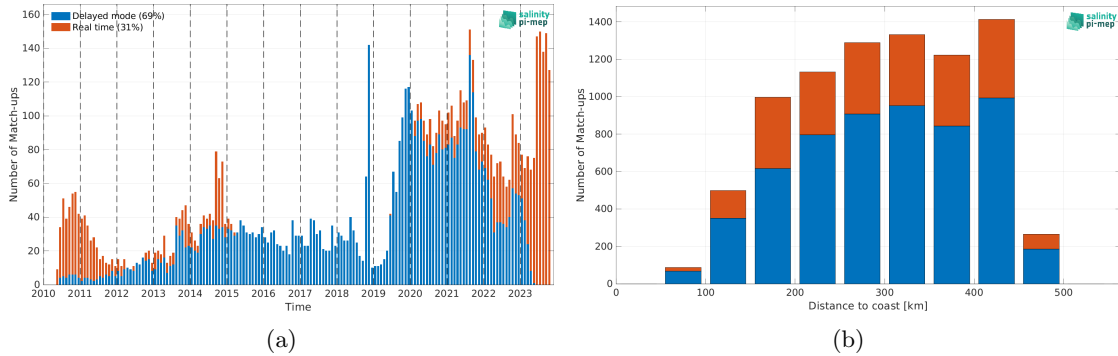 Delayed mode (69%)
Real time (31%)
salinity
pi-mep
Number of Match-ups
160
140
120
100
80
60
40
20
0
2010 2011 2012 2013 2014 2015 2016 2017 2018 2019 2020 2021 2022 2023
Time
(a)
salinity
pi-mep
Number of Match-ups
1400
1200
1000
800
600
400
200
0
0 100 200 300 400 500
Distance to coast [km]
(b)